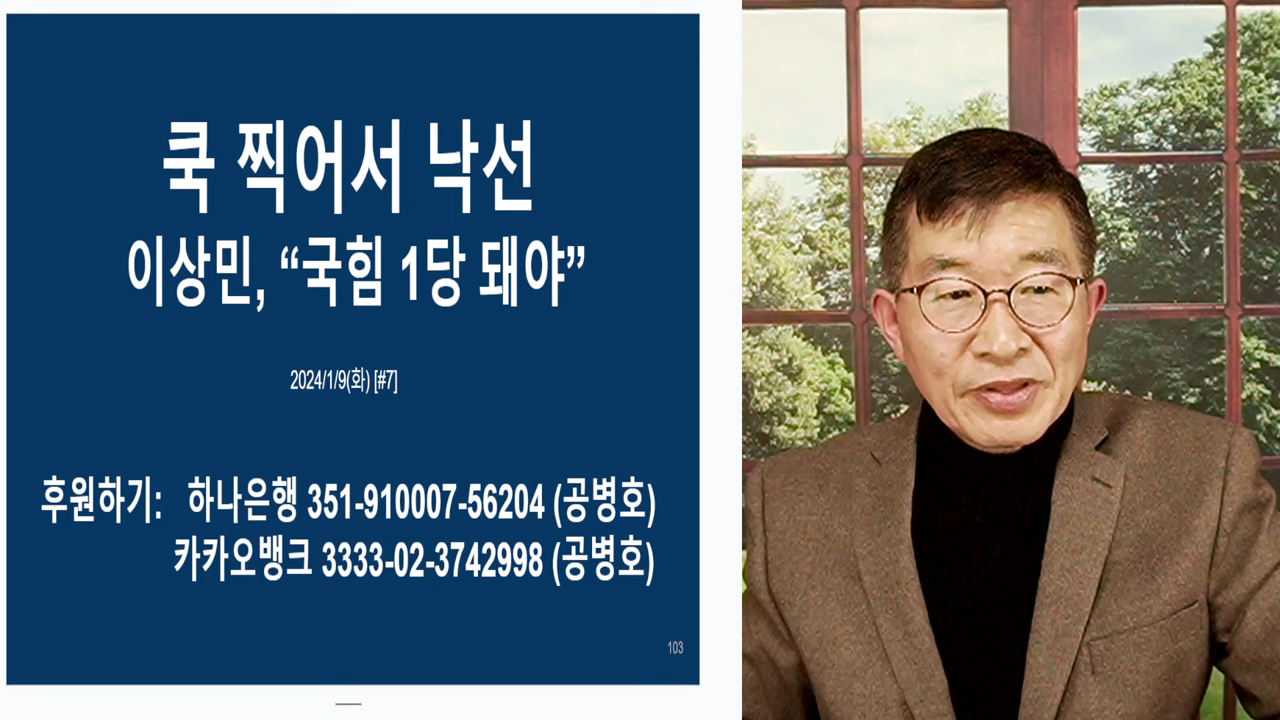 쿡 찍어서 낙선
이상민, “국힘 1당 돼야”
2024/1/9(화) [#7]
후원하기: 하나은행 351-910007-56204 (공병호)
카카오뱅크 3333-02-3742998 (공병호)
103